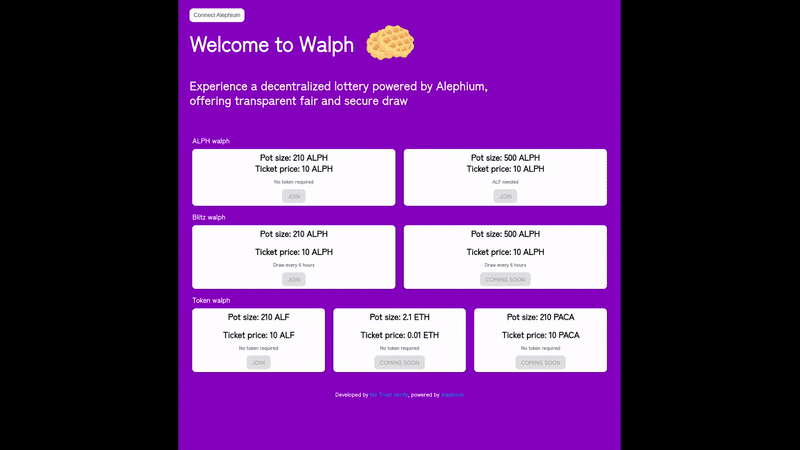 Connect Alephium
Welcome to Walph
Experience a decentralized lottery powered by Alephium,
offering transparent fair and secure draw
ALPH walph
Pot size: 210 ALPH
Ticket price: 10 ALPH
No token required
JOIN
Pot size: 500 ALPH
Ticket price: 10 ALPH
ALF needed
JOIN
Blitz walph
Pot size: 210 ALPH
Ticket price: 10 ALPH
Draw every 6 hours
JOIN
Pot size: 500 ALPH
Ticket price: 10 ALPH
Draw every 6 hours
COMING SOON
Token walph
Pot size: 210 ALF
Ticket price: 10 ALF
No token required
JOIN
Pot size: 2.1 ETH
Ticket price: 0.01 ETH
No token required
COMING SOON
Pot size: 210 PACA
Ticket price: 10 PACA
No token required
COMING SOON
Developed by No Trust Verify, powered by Alephium